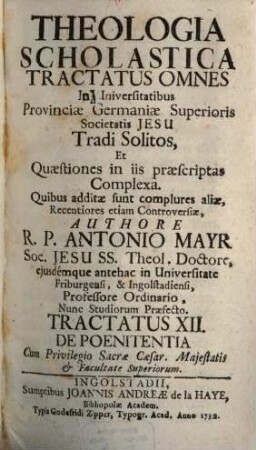 THEOLOGIA
SCHOLASTICA
TRACTATUS OMNES
In Universitatibus
Provinciæ Germaniæ Superioris
Societatis JESU
Tradi Solitos,
Et
Quæstiones in iis præscriptas
Complexa.
Quibus additæ sunt complures aliæ,
Recentiores etiam Controversiæ,
AUTHORE
R. P. ANTONIO MAYR
Soc. JESU SS. Theol. Doctore,
ejusdémque antehac in Universitate
Friburgensi, & Ingolstadiensi,
Professore Ordinario,
Nunc Studiorum Præfecto.
TRACTATUS XII.
DE POENITENTIA
Cum Privilegio Sacræ Cæsar. Majestatis
& Facultate Superiorum.
INGOLSTADII,
Sumptibus JOANNIS ANDREÆ de la HAYE,
Bibliopolæ Academ.
Typis Godefridi Zipper, Typogr. Acad. Anno 1732.